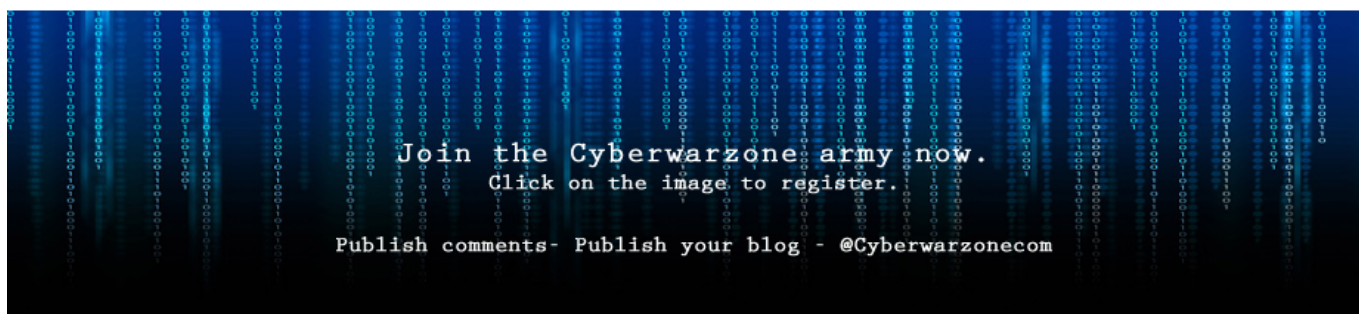 Join the Cyberwarzone army now.
Click on the image to register.
Publish comments- Publish your blog - @Cyberwarzonecom